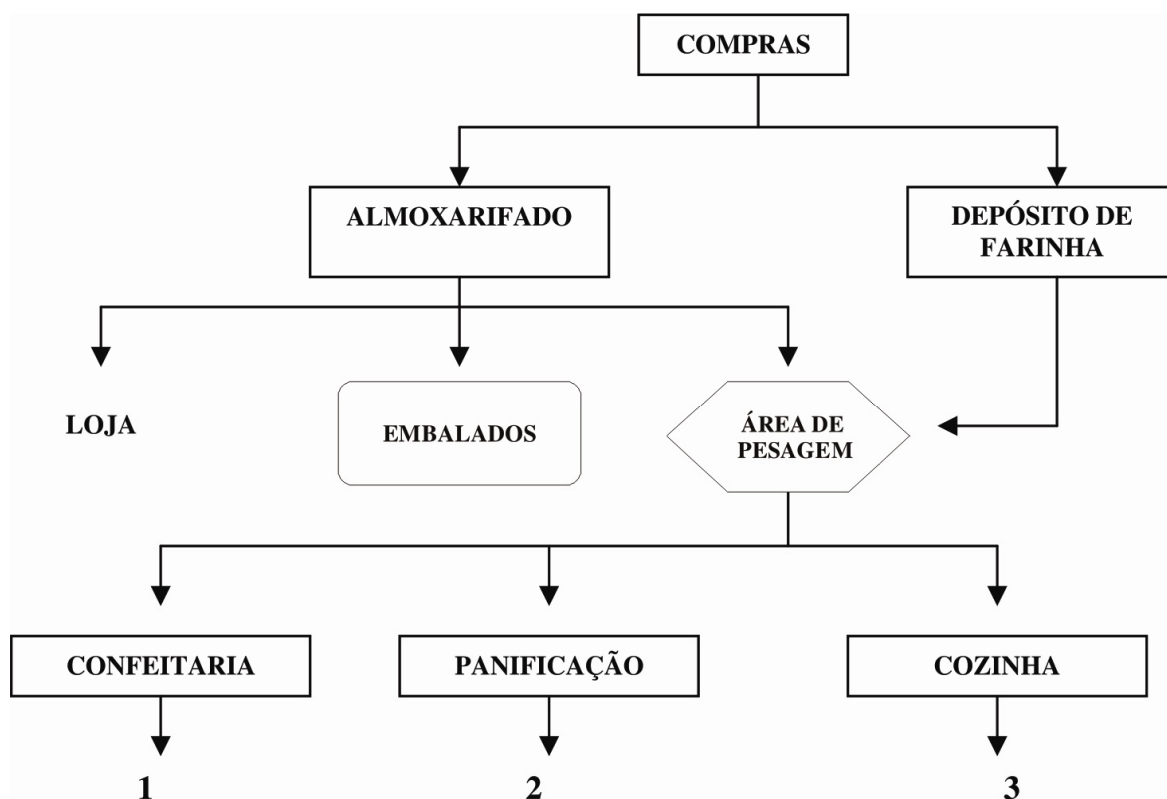 COMPRAS
ALMOXARIFADO
DEPÓSITO DE
FARINHA
LOJA
EMBALADOS
ÁREA DE
PESAGEM
CONFEITARIA
PANIFICAÇÃO
COZINHA
1
2
3